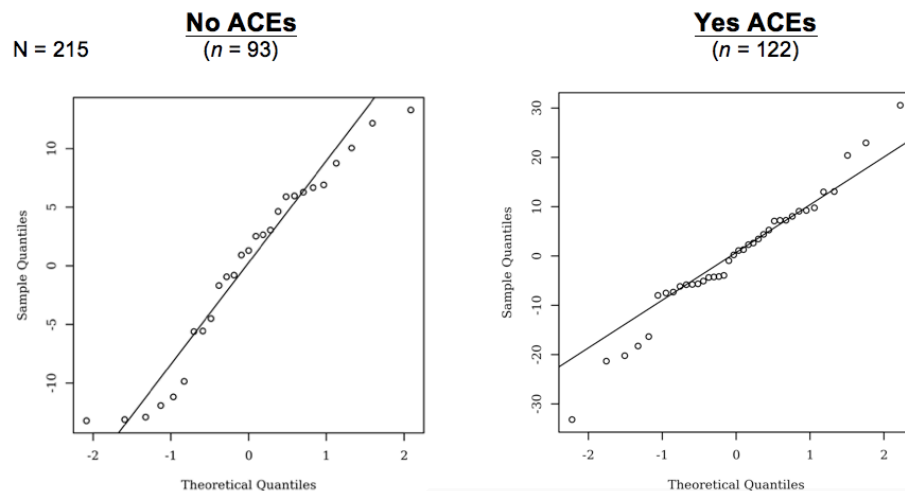 No ACEs
Yes ACEs
N = 215
(n = 93)
(n = 122)
10
5
0
-5
-10
Sample Quantiles
-2
-1
0
1
2
Theoretical Quantiles
30
20
10
0
-10
-20
-30
Sample Quantiles
-2
-1
0
1
2
Theoretical Quantiles